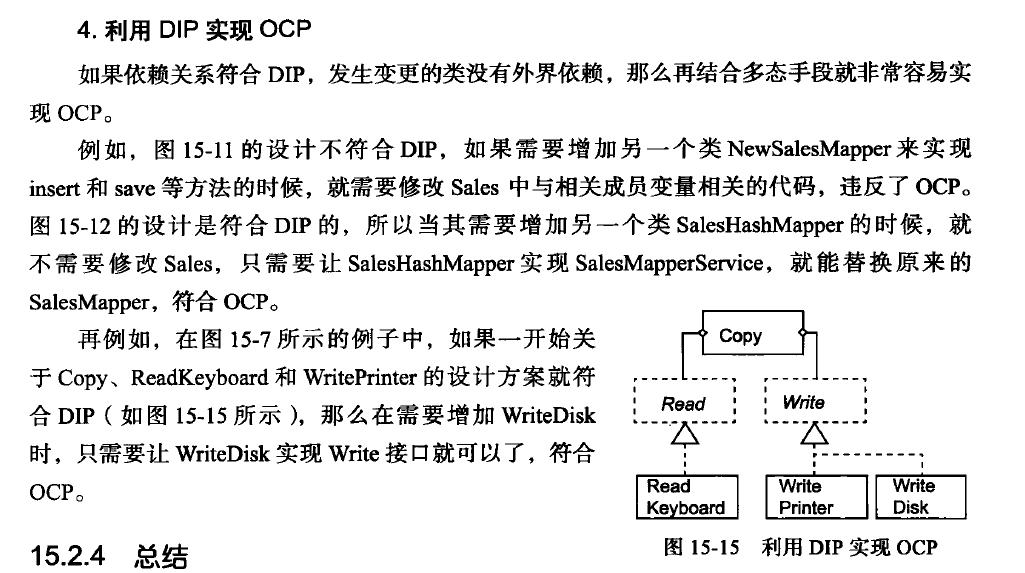 4. 利用 DIP 实现 OCP
如果依赖关系符合 DIP，发生变更的类没有外界依赖，那么再结合多态手段就非常容易实
现 OCP。
例如，图 15-11 的设计不符合 DIP，如果需要增加另一个类 NewSalesMapper 来实现
insert 和 save 等方法的时候，就需要修改 Sales 中与相关成员变量相关的代码，违反了 OCP。
图 15-12 的设计是符合 DIP 的，所以当其需要增加另一个类 SalesHashMapper 的时候，就
不需要修改 Sales，只需要让 SalesHashMapper 实现 SalesMapperService，就能替换原来的
SalesMapper，符合 OCP。
再例如，在图 15-7 所示的例子中，如果一开始关
于 Copy、ReadKeyboard 和 WritePrinter 的设计方案就符
合 DIP（如图 15-15 所示），那么在需要增加 WriteDisk
时，只需要让 WriteDisk 实现 Write 接口就可以了，符合
OCP。
Copy
Read
Write
Read
Keyboard
Write
Printer
Write
Disk
图 15-15 利用 DIP 实现 OCP
15.2.4 总结